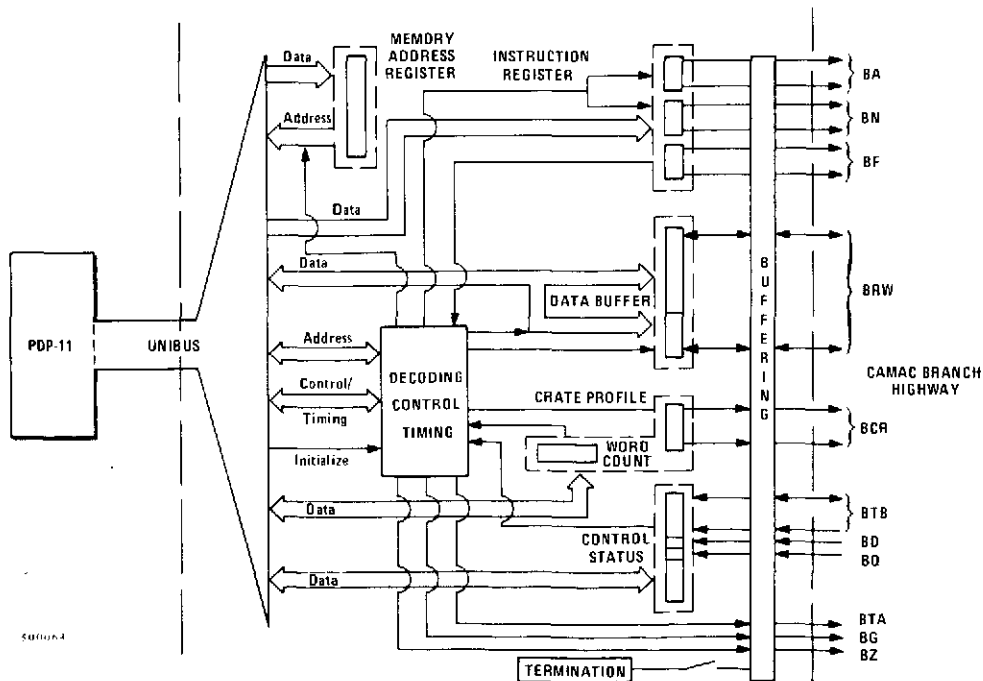 MEMORY
ADDRESS
REGISTER
INSTRUCTION
REGISTER
Data
Address
Data
Data
DATA BUFFER
PDP-11
UNIBUS
Address
Control/
Timing
Initialize
DECODING
CONTROL
TIMING
CRATE PROFILE
WORD
COUNT
Data
CONTROL
STATUS
Data
TERMINATION
BUFFERING
BA
BN
BF
BRW
CAMAC BRANCH
HIGHWAY
BCR
BTB
BD
BQ
BTA
BG
BZ